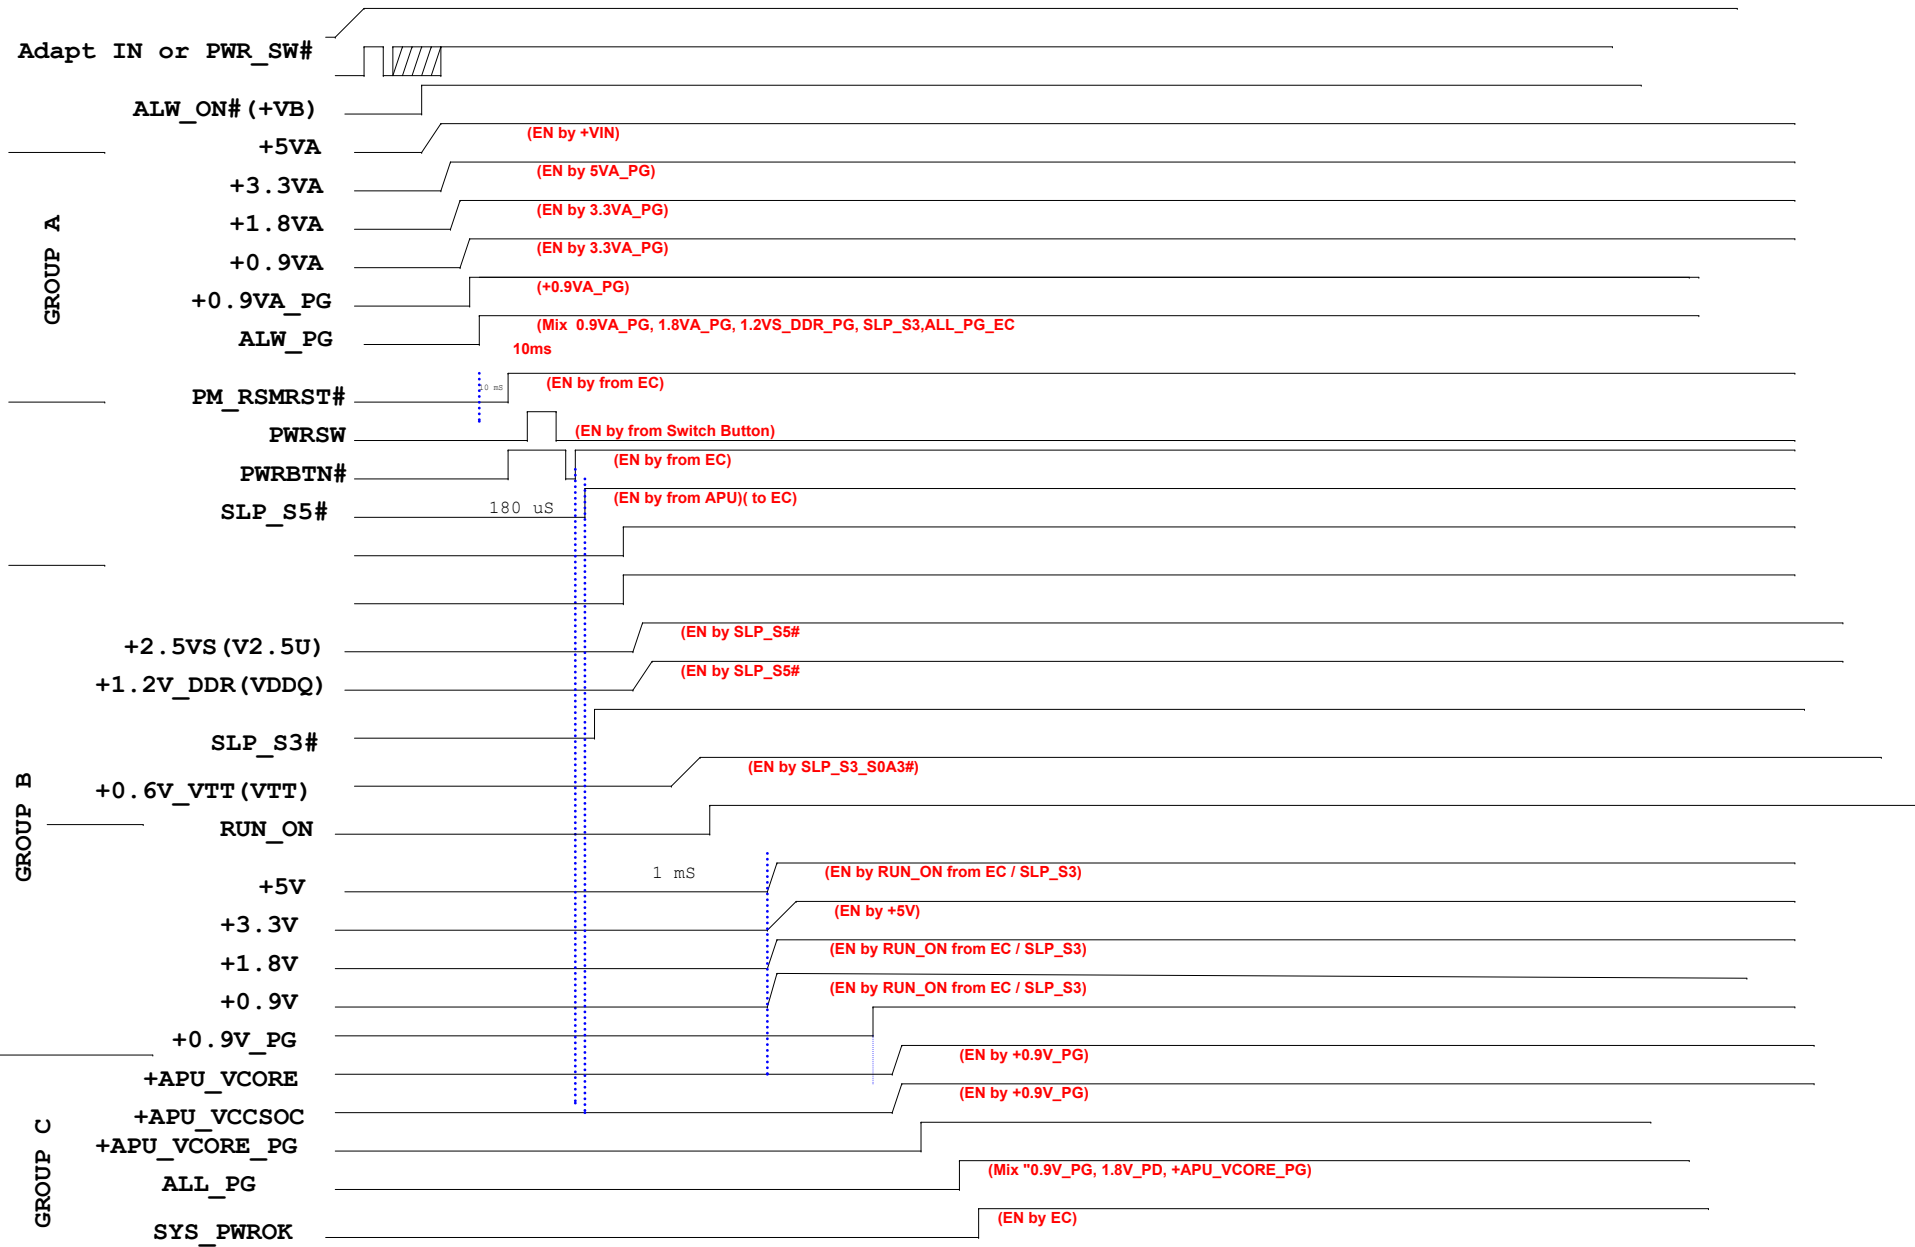 Adapt IN or PWR_SW#
ALW_ON#(+VB)
+5VA (EN by +VIN)
+3.3VA (EN by 5VA_PG)
GROUP A
+1.8VA (EN by 3.3VA_PG)
+0.9VA (EN by 3.3VA_PG)
+0.9VA_PG (+0.9VA_PG)
ALW_PG (Mix 0.9VA_PG, 1.8VA_PG, 1.2VS_DDR_PG, SLP_S3,ALL_PG_EC
10ms
PM_RSMRST# 10 mS (EN by from EC)
PWRSW (EN by from Switch Button)
PWRBTN# (EN by from EC)
SLP_S5# 180 uS (EN by from APU)( to EC)
+2.5VS(V2.5U) (EN by SLP_S5#
+1.2V_DDR(VDDQ) (EN by SLP_S5#
SLP_S3#
GROUP B
+0.6V_VTT(VTT) (EN by SLP_S3_S0A3#)
RUN_ON
+5V 1 mS (EN by RUN_ON from EC / SLP_S3)
+3.3V (EN by +5V)
+1.8V (EN by RUN_ON from EC / SLP_S3)
+0.9V (EN by RUN_ON from EC / SLP_S3)
+0.9V_PG
+APU_VCORE (EN by +0.9V_PG)
+APU_VCCSOC (EN by +0.9V_PG)
GROUP C
+APU_VCORE_PG
ALL_PG (Mix "0.9V_PG, 1.8V_PD, +APU_VCORE_PG)
SYS_PWROK (EN by EC)